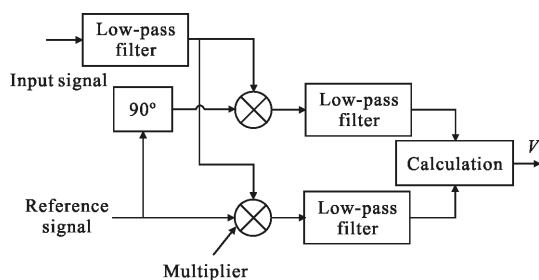 Low-pass
filter
Input signal
90°
Low-pass
filter
V
Calculation
Reference
signal
Low-pass
filter
Multiplier